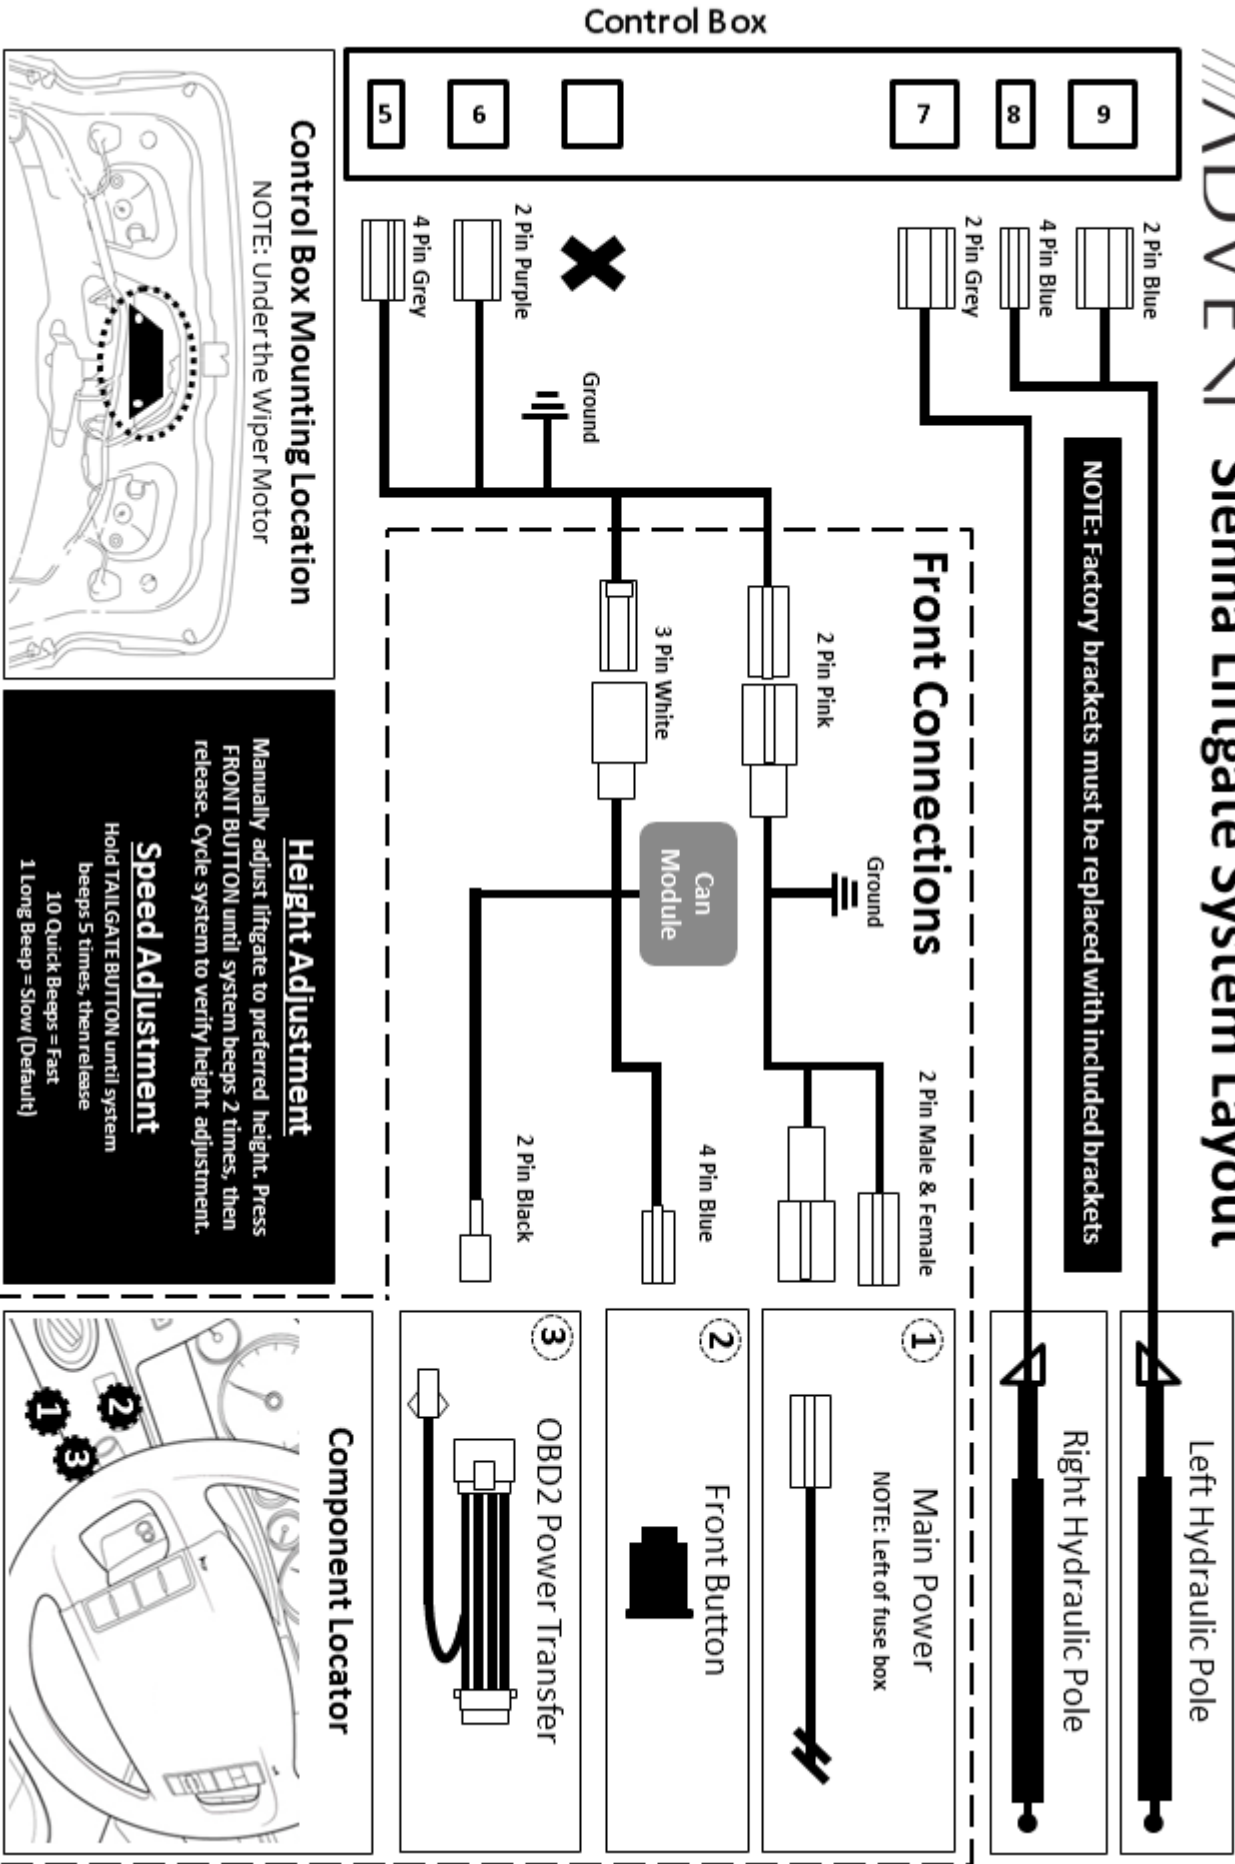 ///ADVENT
Sienna Liftgate System Layout
Control Box
5
6
7
8
9
2 Pin Blue
4 Pin Blue
2 Pin Grey
2 Pin Purple
4 Pin Grey
Ground
NOTE: Factory brackets must be replaced with included brackets
Left Hydraulic Pole
Right Hydraulic Pole
Front Connections
2 Pin Pink
3 Pin White
Ground
Can
Module
2 Pin Male & Female
4 Pin Blue
2 Pin Black
1
Main Power
NOTE: Left of fuse box
2
Front Button
3
OBD2 Power Transfer
Control Box Mounting Location
NOTE: Under the Wiper Motor
Height Adjustment
Manually adjust liftgate to preferred height. Press
FRONT BUTTON until system beeps 2 times, then
release. Cycle system to verify height adjustment.
Speed Adjustment
Hold TAILGATE BUTTON until system
beeps 5 times, then release
10 Quick Beeps = Fast
1 Long Beep = Slow (Default)
Component Locator
1
2
3